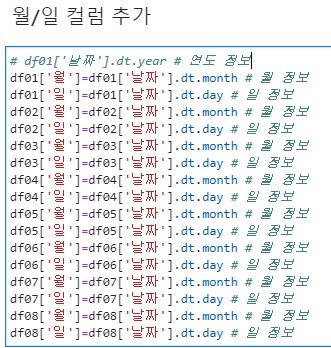 월/일 컬럼 추가
# df01['날짜'].dt.year # 연도 정보
df01['월']=df01['날짜'].dt.month # 월 정보
df01['일']=df01['날짜'].dt.day # 일 정보
df02['월']=df02['날짜'].dt.month # 월 정보
df02['일']=df02['날짜'].dt.day # 일 정보
df03['월']=df03['날짜'].dt.month # 월 정보
df03['일']=df03['날짜'].dt.day # 일 정보
df04['월']=df04['날짜'].dt.month # 월 정보
df04['일']=df04['날짜'].dt.day # 일 정보
df05['월']=df05['날짜'].dt.month # 월 정보
df05['일']=df05['날짜'].dt.day # 일 정보
df06['월']=df06['날짜'].dt.month # 월 정보
df06['일']=df06['날짜'].dt.day # 일 정보
df07['월']=df07['날짜'].dt.month # 월 정보
df07['일']=df07['날짜'].dt.day # 일 정보
df08['월']=df08['날짜'].dt.month # 월 정보
df08['일']=df08['날짜'].dt.day # 일 정보